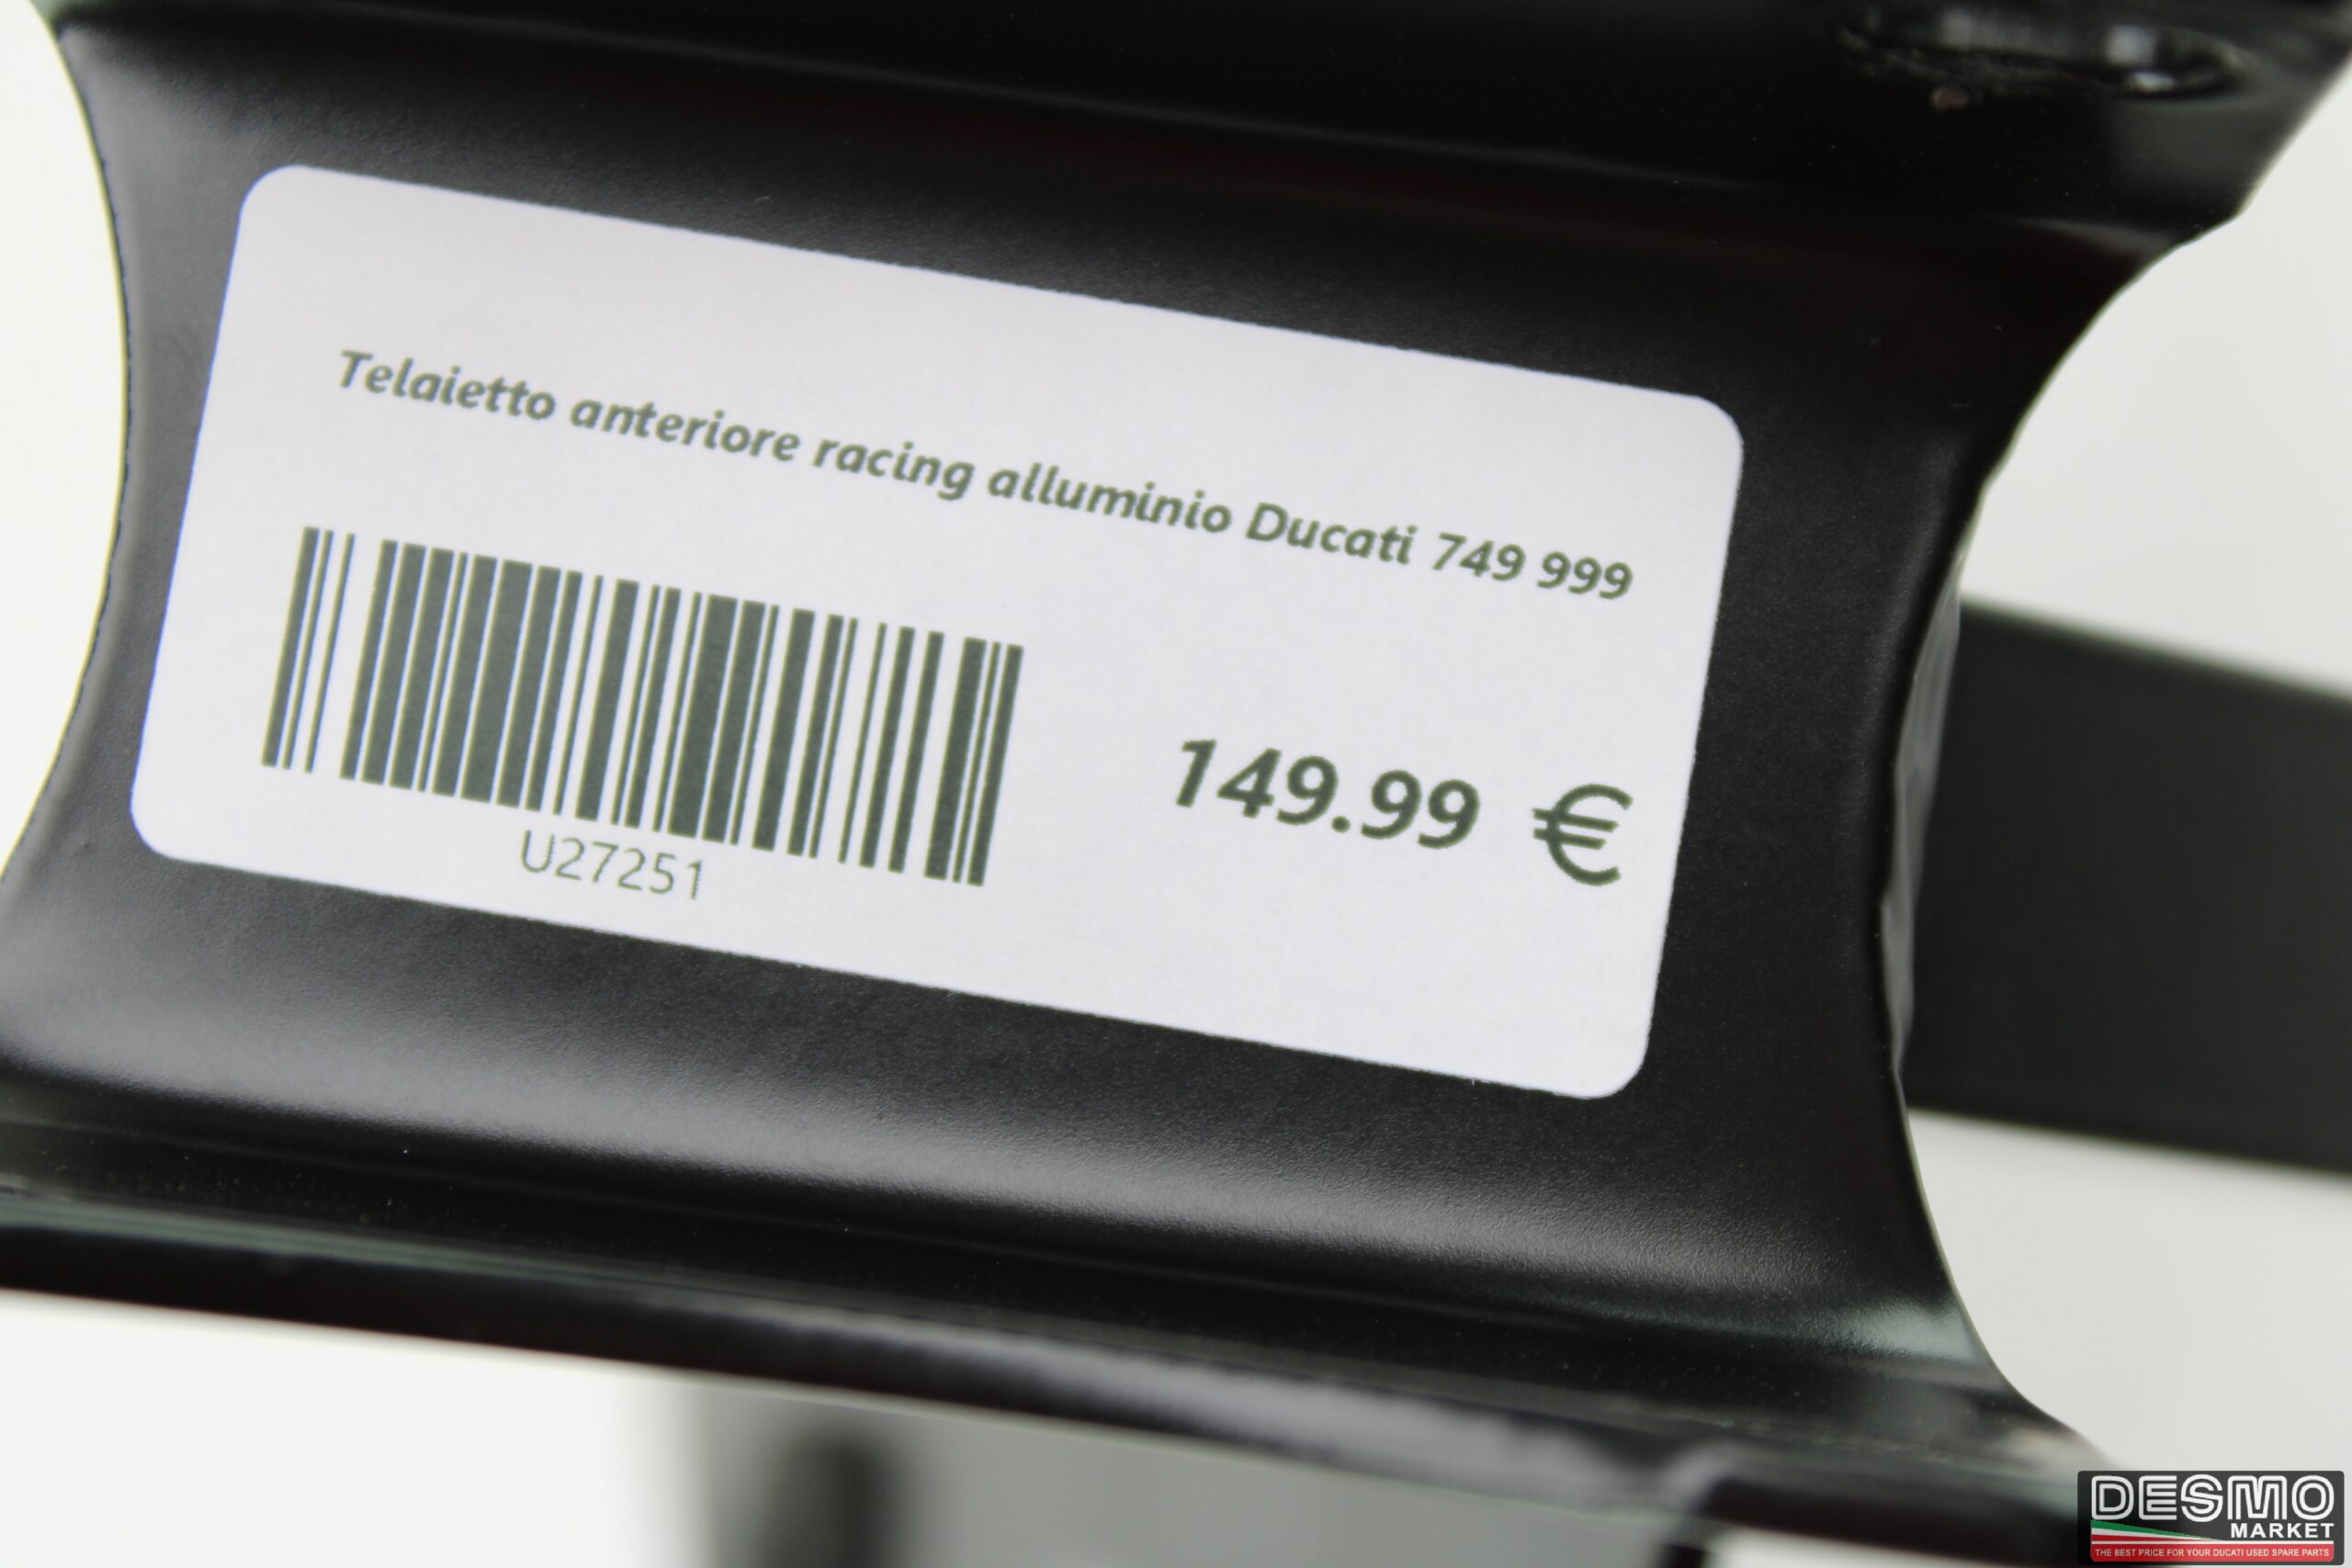 Telaietto anteriore racing alluminio Ducati 749 999
149.99 €
U27251
DESMO
MARKET
THE BEST PRICE FOR YOUR DUCATI USED SPARE PARTS